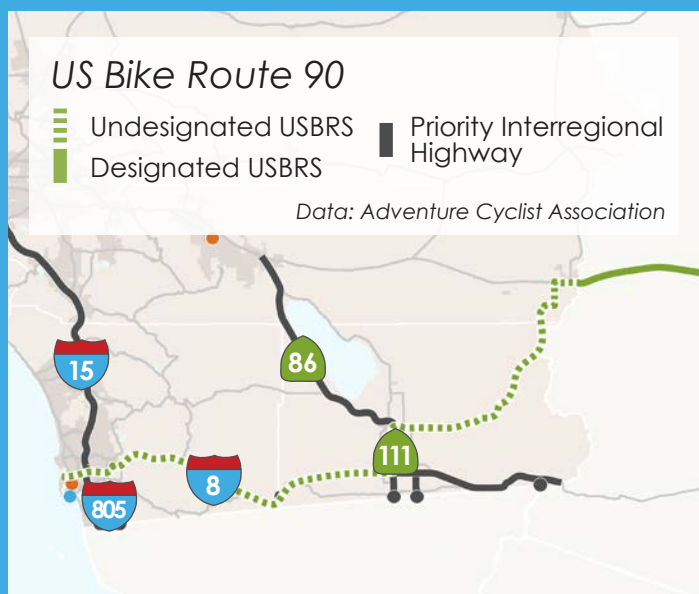 US Bike Route 90
Undesignated USBRS
Designated USBRS
Priority Interregional
Highway
Data: Adventure Cyclist Association
15
86
111
8
805